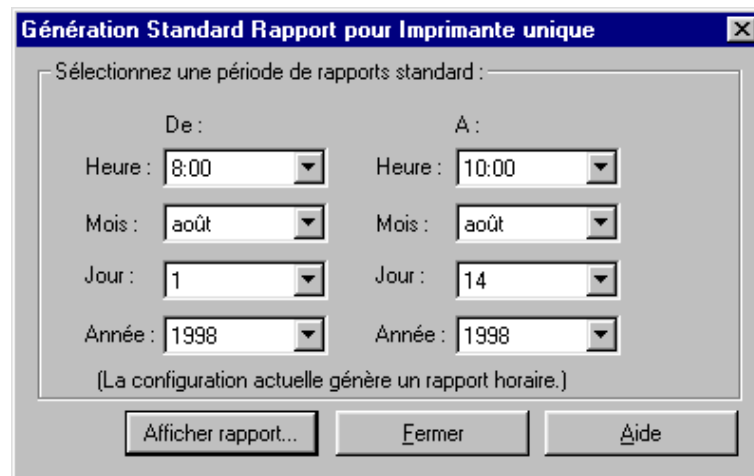 Génération Standard Rapport pour Imprimante unique
Sélectionnez une période de rapports standard :
De : A :
Heure : 8:00 Heure : 10:00
Mois : août Mois : août
Jour : 1 Jour : 14
Année : 1998 Année : 1998
(La configuration actuelle génère un rapport horaire.)
Afficher rapport... Fermer Aide